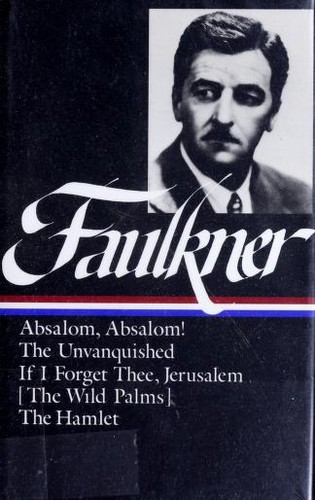 Faulkner
Absalom, Absalom!
The Unvanquished
If I Forget Thee, Jerusalem
[The Wild Palms]
The Hamlet